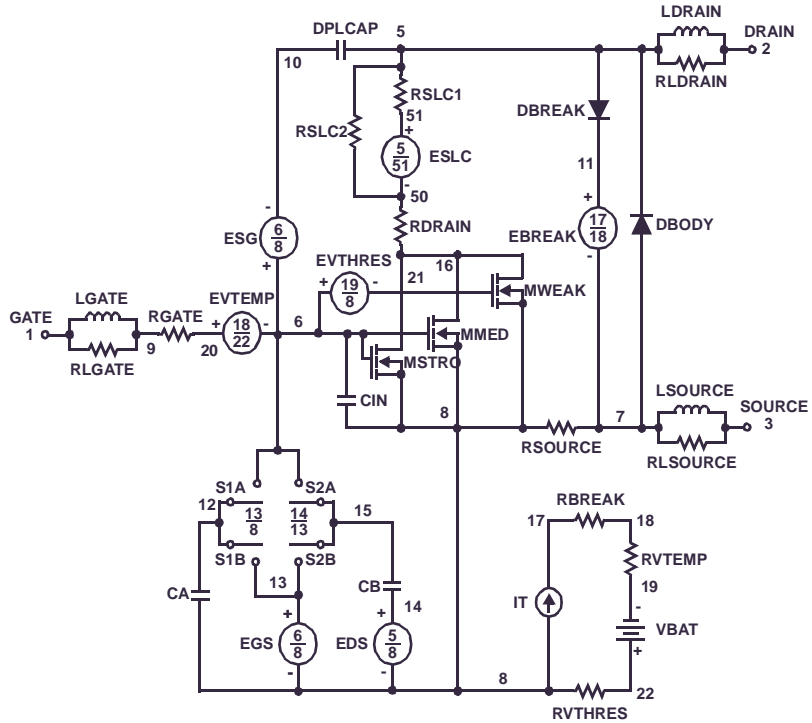 LDRAIN
DPLCAP
5
DRAIN
2
10
RLDRAIN
RSLC1
DBREAK
51
+
RSLC2
5
51
ESLC
11
-
50
-
+
17
18
DBODY
ESG
6
8
RDRAIN
EBREAK
-
+
EVTHRES
16
21
+
19
8
-
MWEAK
LGATE
EVTEMP
GATE
1
RGATE
+
18
22
-
6
MMED
9
20
RLGATE
MSTRO
CIN
8
7
LSOURCE
SOURCE
3
RSOURCE
RLSOURCE
S1A
S2A
12
13
8
14
13
15
RBREAK
17
18
S1B
S2B
RVTEMP
13
CB
19
CA
14
IT
-
VBAT
+
+
EGS
6
8
EDS
5
8
+
-
-
8
22
RVTHRES